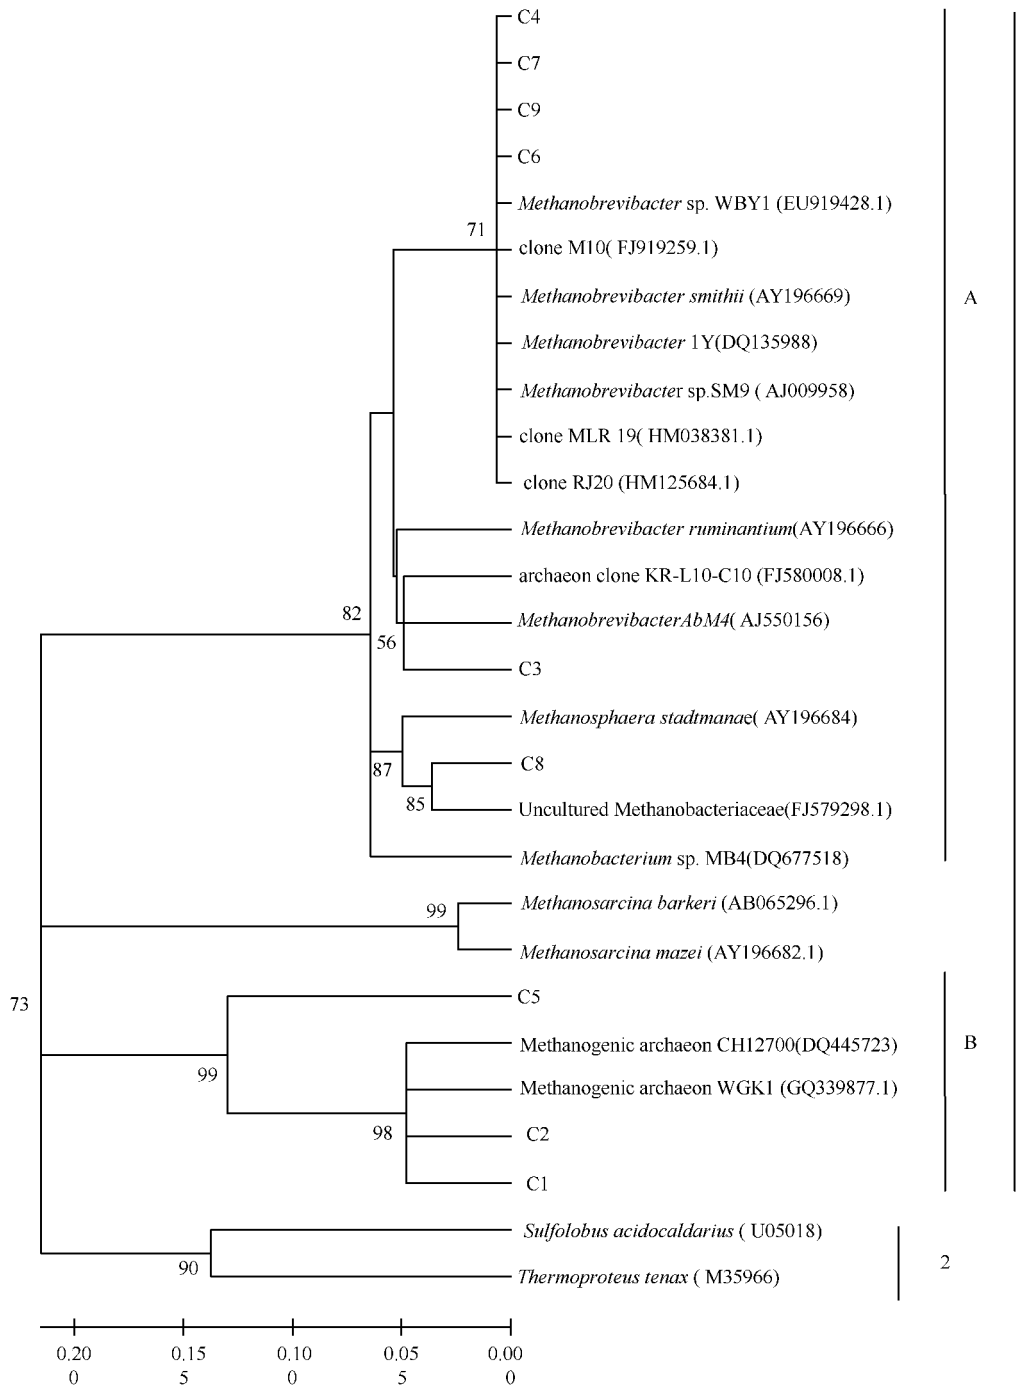 C4
C7
C9
C6
Methanobrevibacter sp. WBY1 (EU919428.1)
71
clone M10( FJ919259.1)
Methanobrevibacter smithii (AY196669)
A
Methanobrevibacter 1Y(DQ135988)
Methanobrevibacter sp.SM9 ( AJ009958)
clone MLR 19( HM038381.1)
clone RJ20 (HM125684.1)
Methanobrevibacter ruminantium(AY196666)
archaeon clone KR-L10-C10 (FJ580008.1)
82
MethanobrevibacterAbM4( AJ550156)
56
C3
Methanosphaera stadtmanae( AY196684)
C8
87
85
Uncultured Methanobacteriaceae(FJ579298.1)
Methanobacterium sp. MB4(DQ677518)
Methanosarcina barkeri (AB065296.1)
99
Methanosarcina mazei (AY196682.1)
C5
73
Methanogenic archaeon CH12700(DQ445723)
B
99
Methanogenic archaeon WGK1 (GQ339877.1)
98
C2
C1
Sulfolobus acidocaldarius ( U05018)
2
90
Thermoproteus tenax ( M35966)
0.20 0.15 0.10 0.05 0.00
0 5 0 5 0